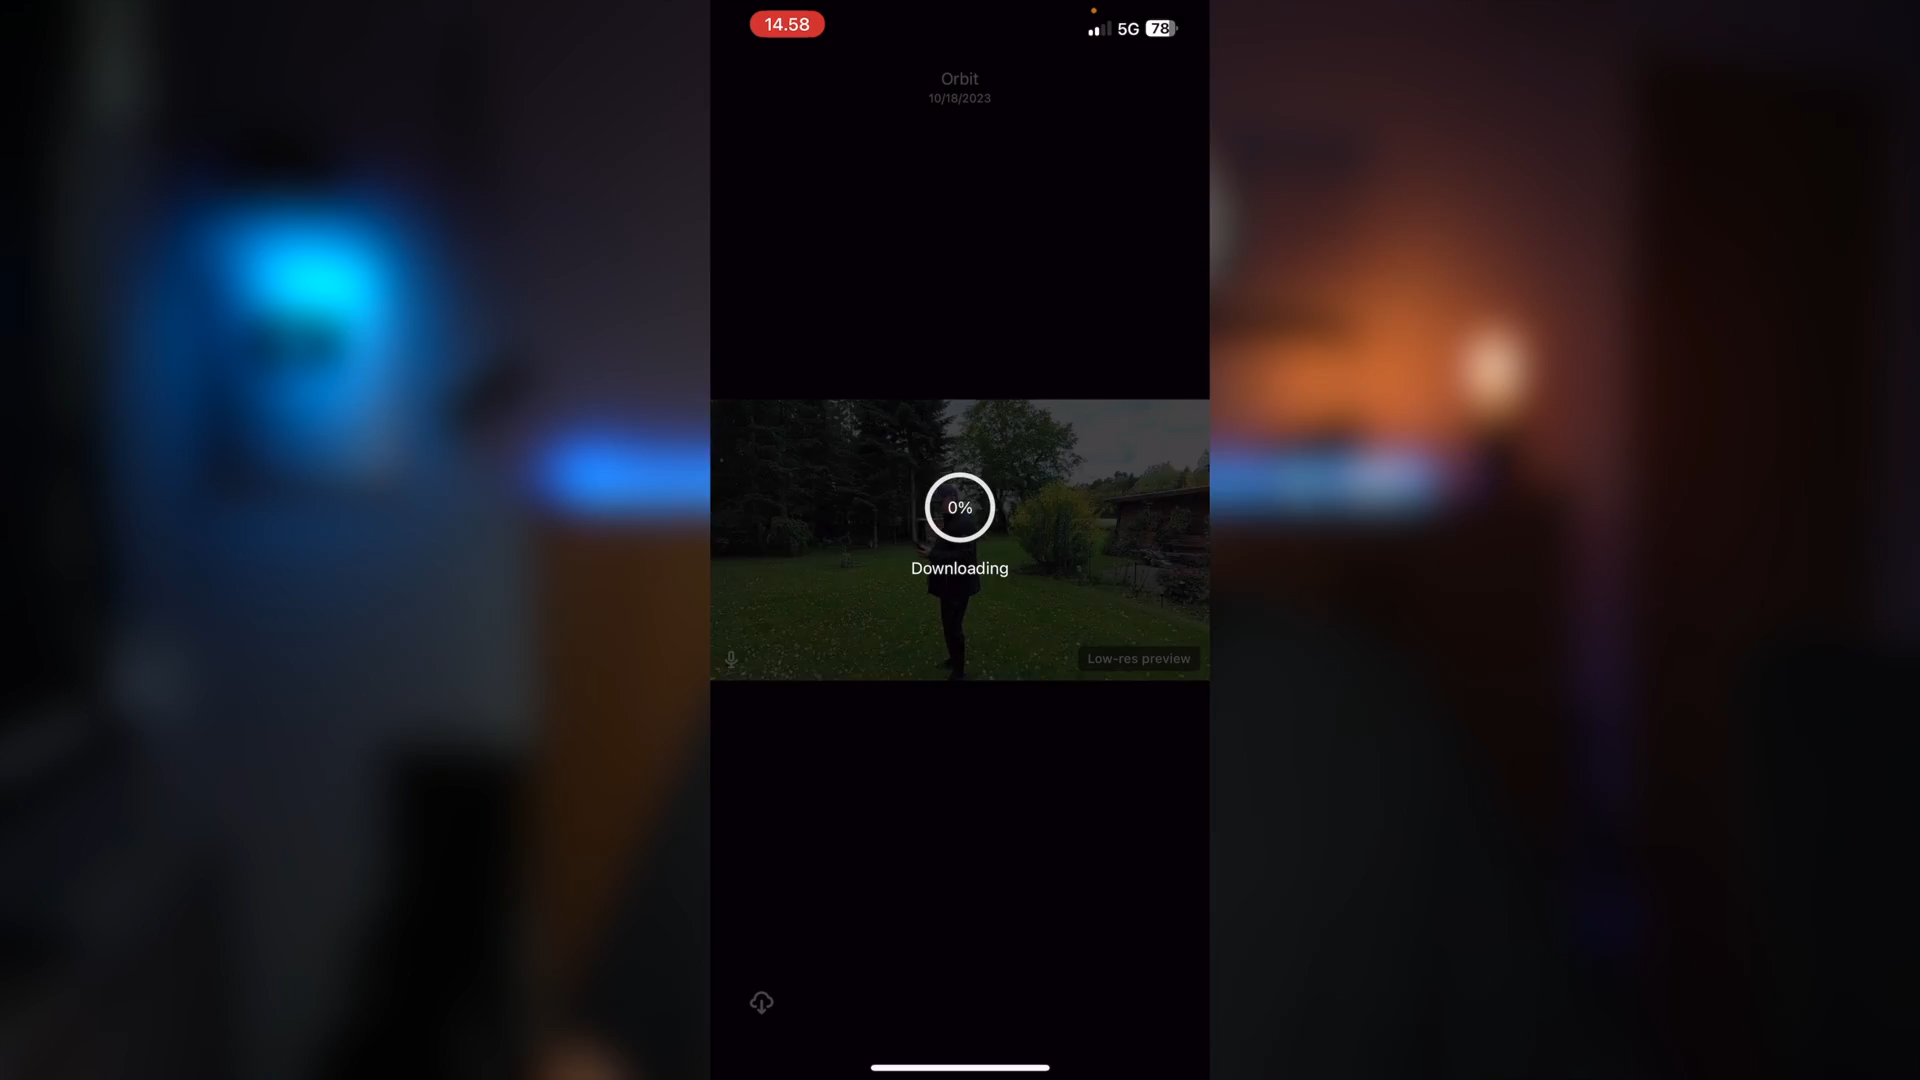 14.58
5G 78
Orbit
10/18/2023
0%
Downloading
Low-res preview